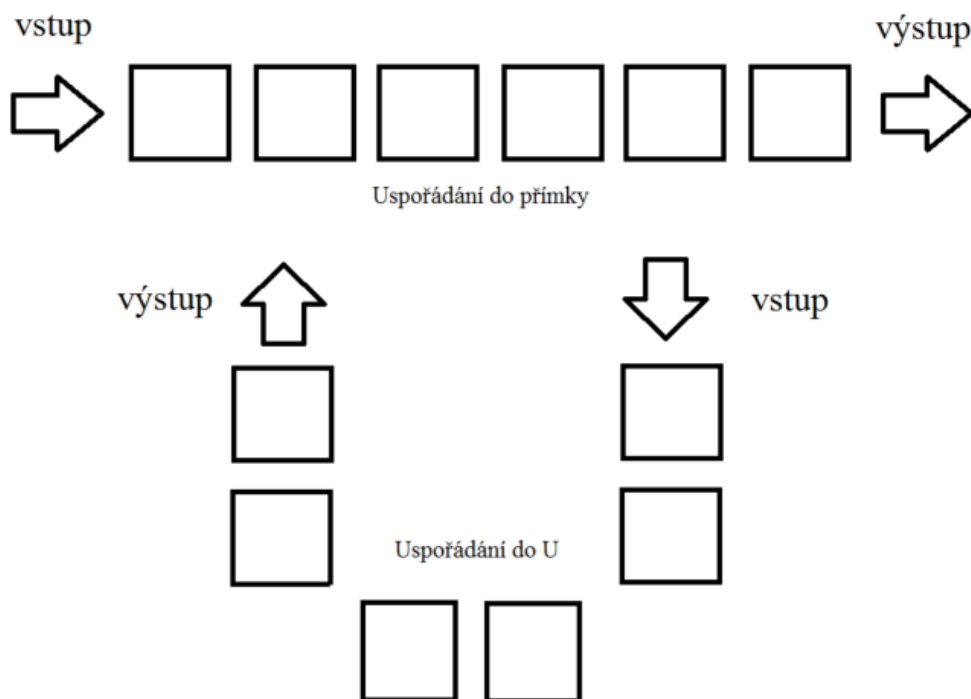 vstup
výstup
Uspořádání do přímky
výstup
vstup
Uspořádání do U